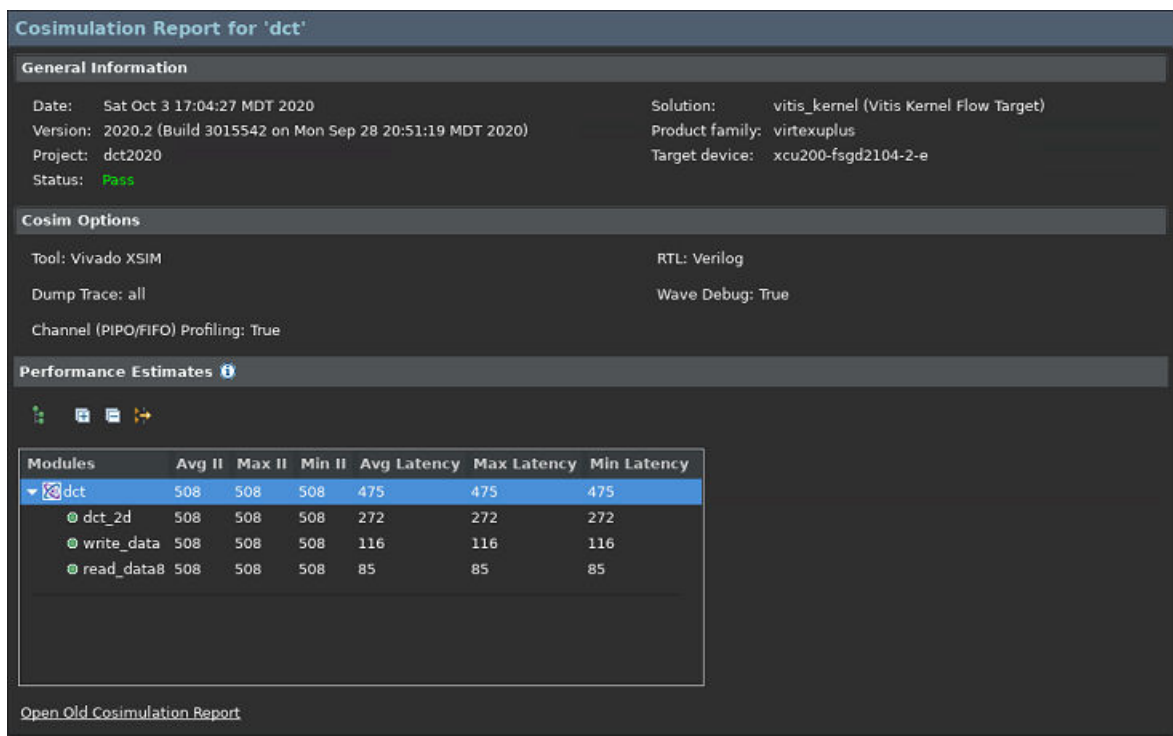 Cosimulation Report for 'dct'
General Information
Date: Sat Oct 3 17:04:27 MDT 2020
Solution: vitis_kernel (Vitis Kernel Flow Target)
Version: 2020.2 (Build 3015542 on Mon Sep 28 20:51:19 MDT 2020)
Product family: virtexuplus
Project: dct2020
Target device: xcu200-fsgd2104-2-e
Status: Pass
Cosim Options
Tool: Vivado XSIM
RTL: Verilog
Dump Trace: all
Wave Debug: True
Channel (PIPO/FIFO) Profiling: True
Performance Estimates
Modules Avg II Max II Min II Avg Latency Max Latency Min Latency
dct 508 508 508 475 475 475
dct_2d 508 508 508 272 272 272
write_data 508 508 508 116 116 116
read_data8 508 508 508 85 85 85
Open Old Cosimulation Report